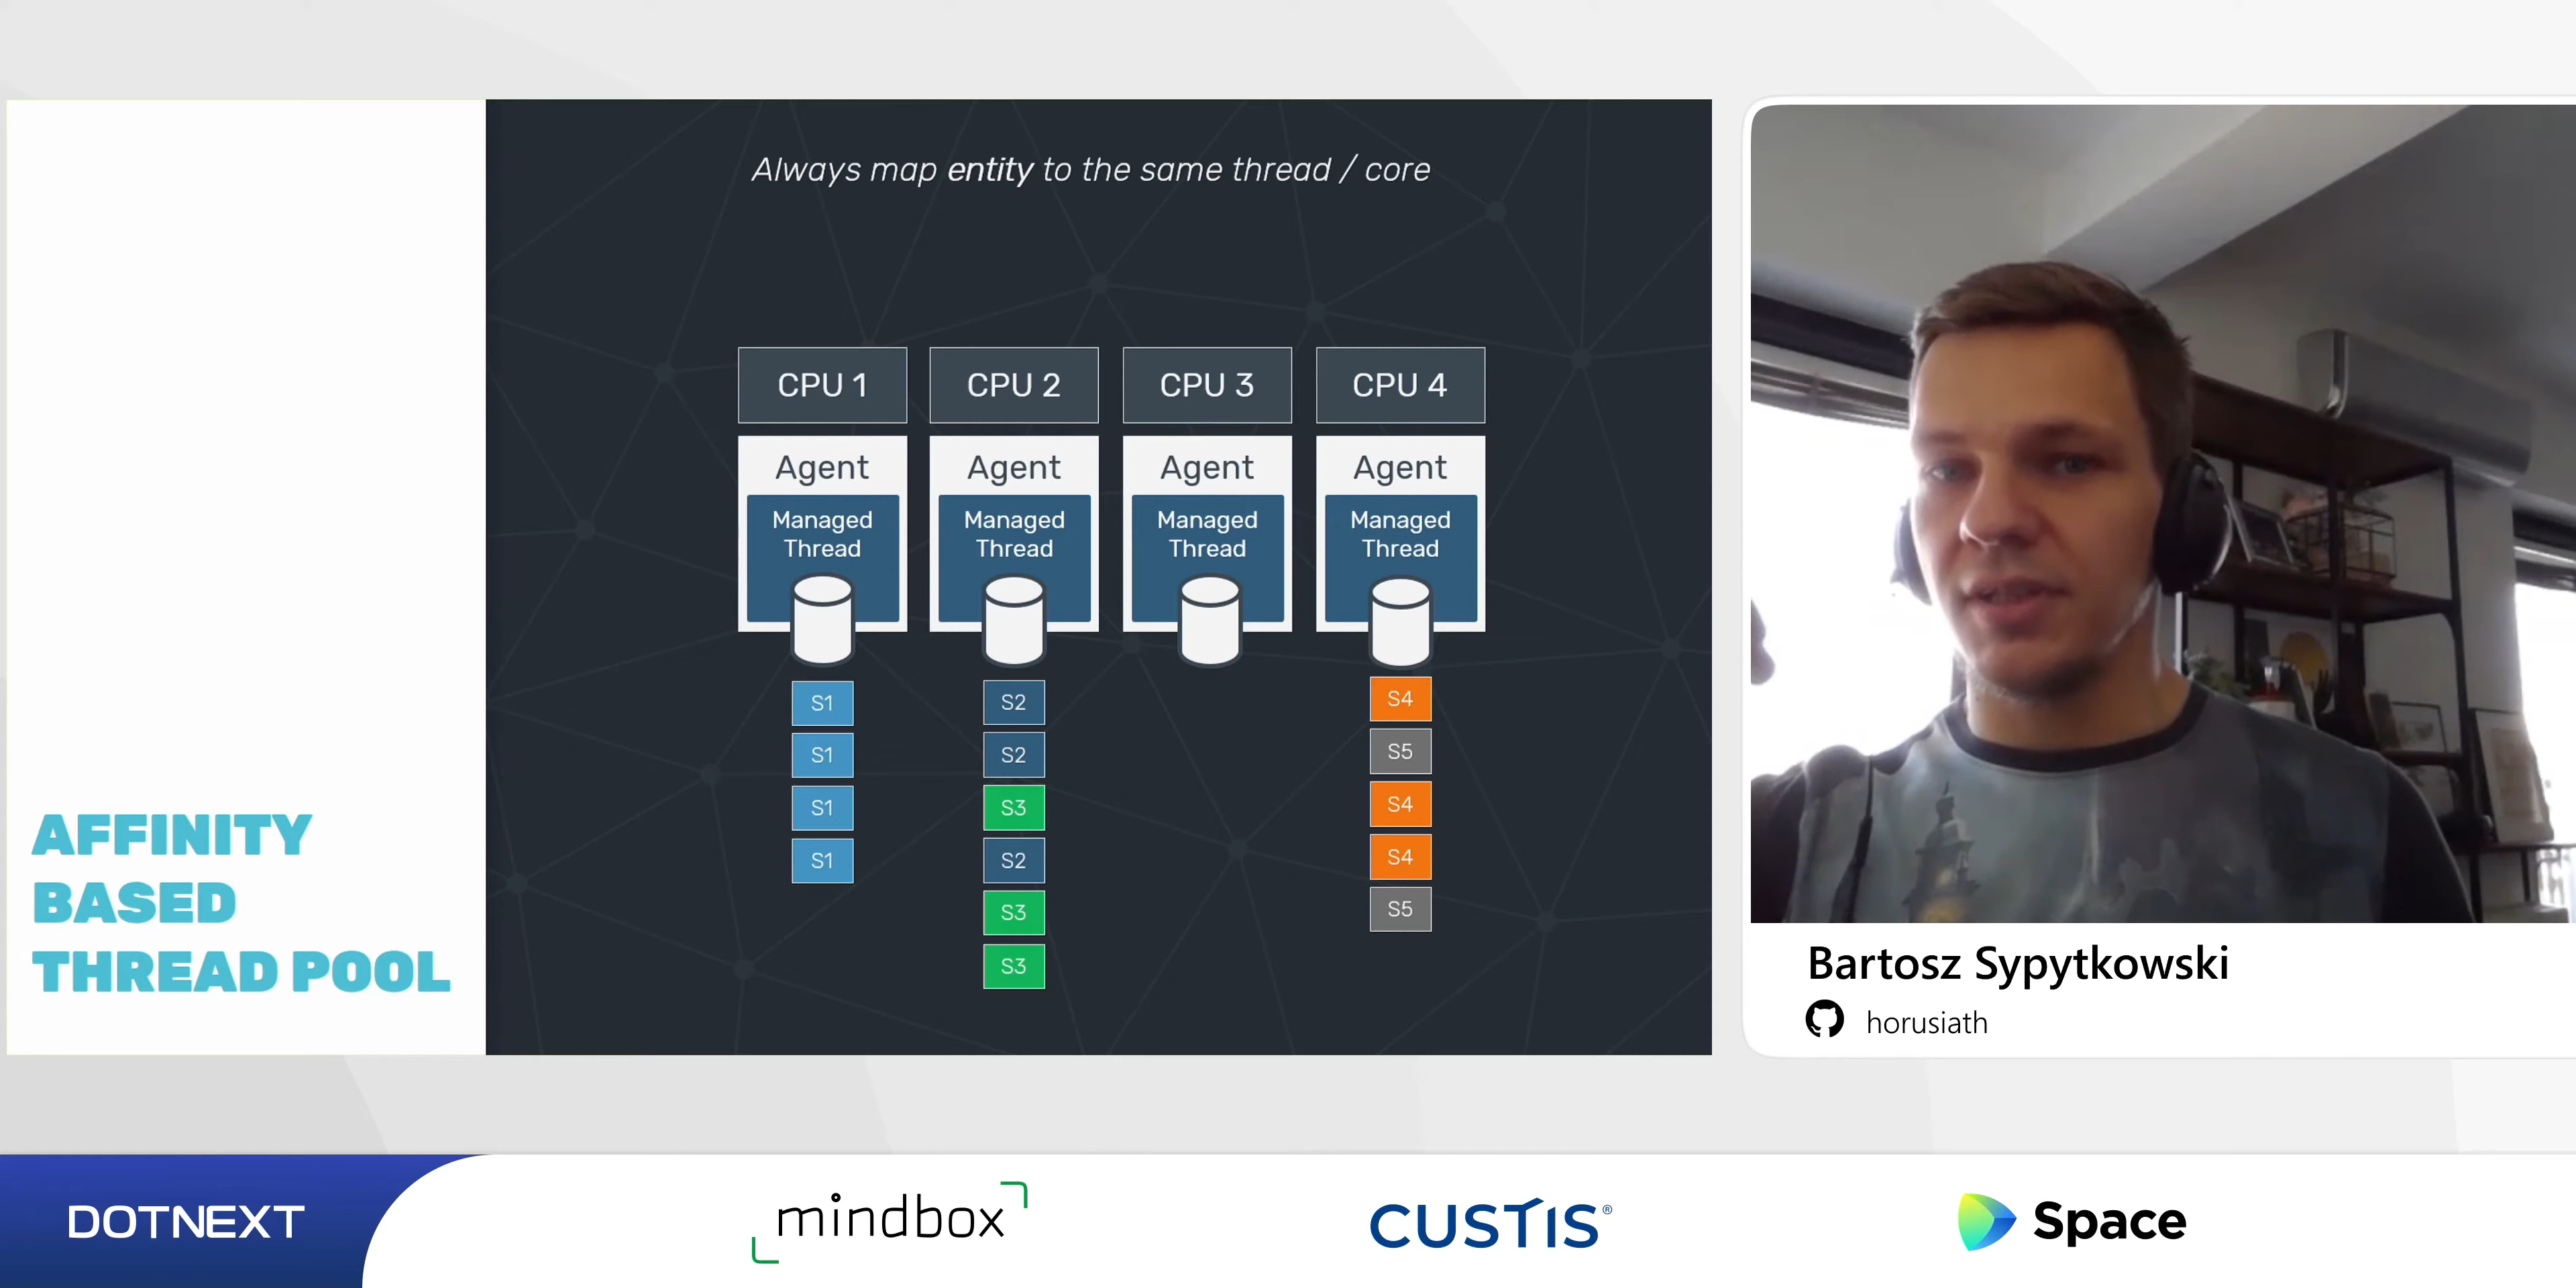 Always map entity to the same thread / core
CPU 1
CPU 2
CPU 3
CPU 4
Agent
Managed
Thread
Agent
Managed
Thread
Agent
Managed
Thread
Agent
Managed
Thread
S1
S1
S1
S1
S2
S2
S3
S2
S3
S3
S4
S5
S4
S4
S5
AFFINITY
BASED
THREAD POOL
Bartosz Sypytkowski
horusiath
DOTNEXT
mindbox
CUSTIS®
Space